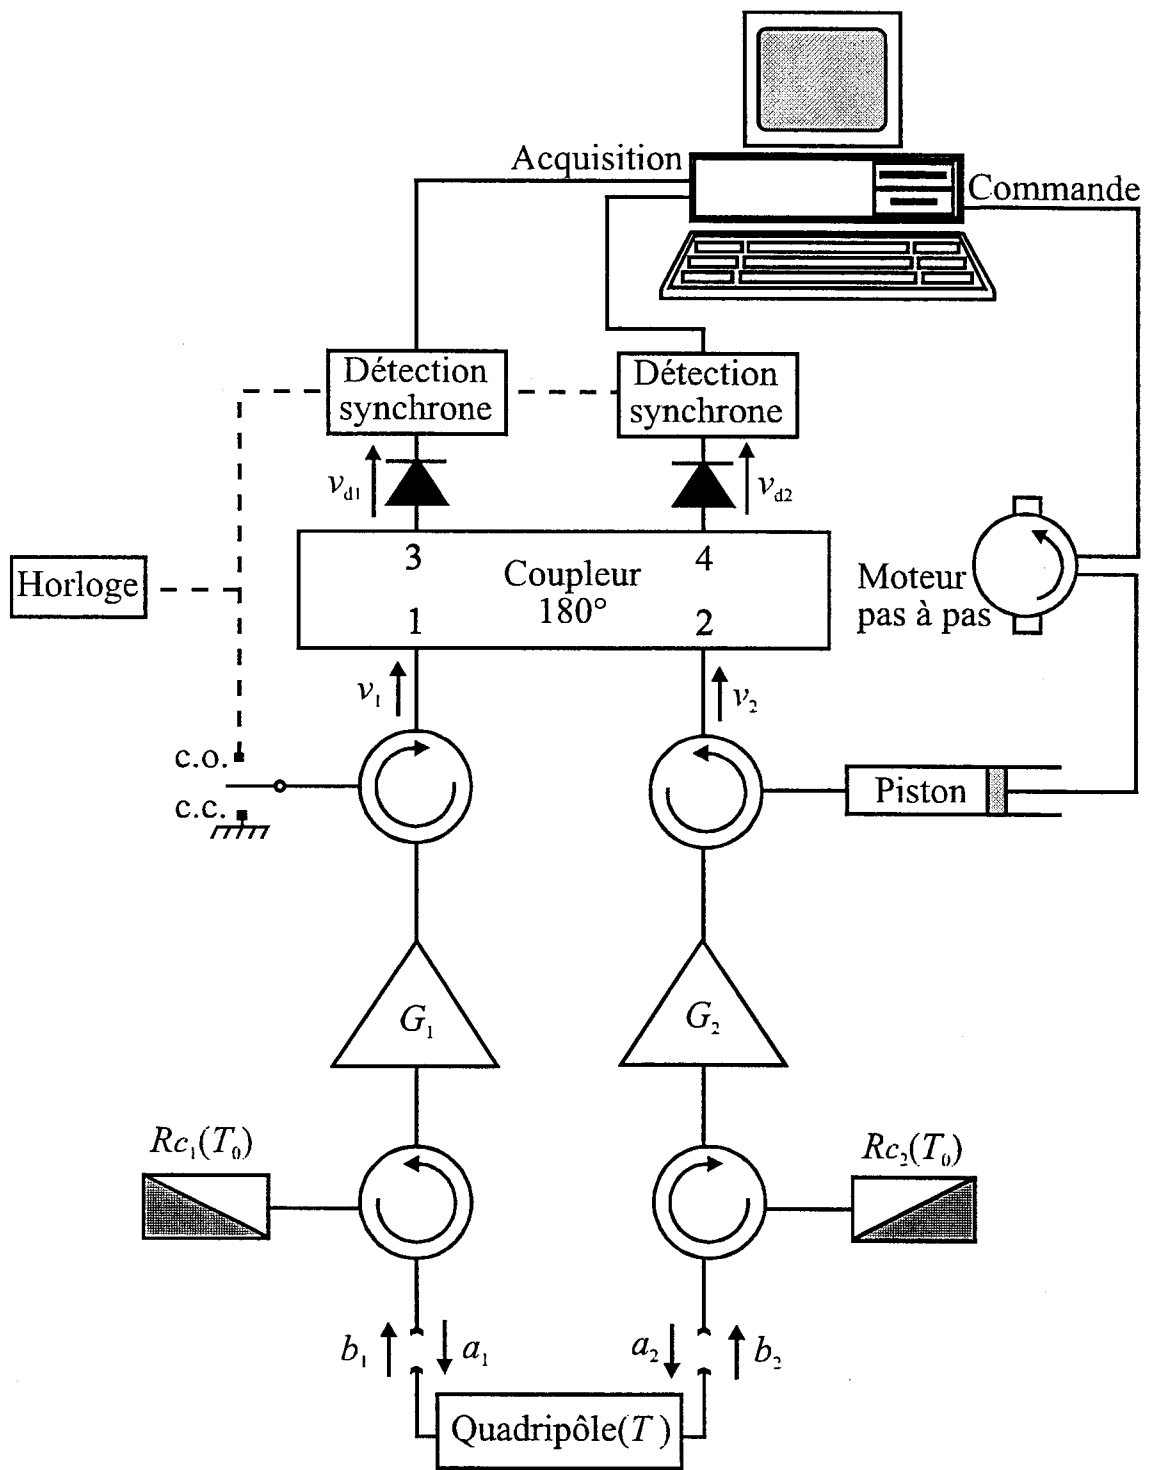 Acquisition
Commande
Détection
synchrone
Détection
synchrone
v_d1
v_d2
3
4
Coupleur
180°
1
2
Horloge
Moteur
pas à pas
v_1
v_2
c.o.
c.c.
Piston
G_1
G_2
Rc_1(T_0)
Rc_2(T_0)
b_1
a_1
a_2
b_2
Quadripôle(T)